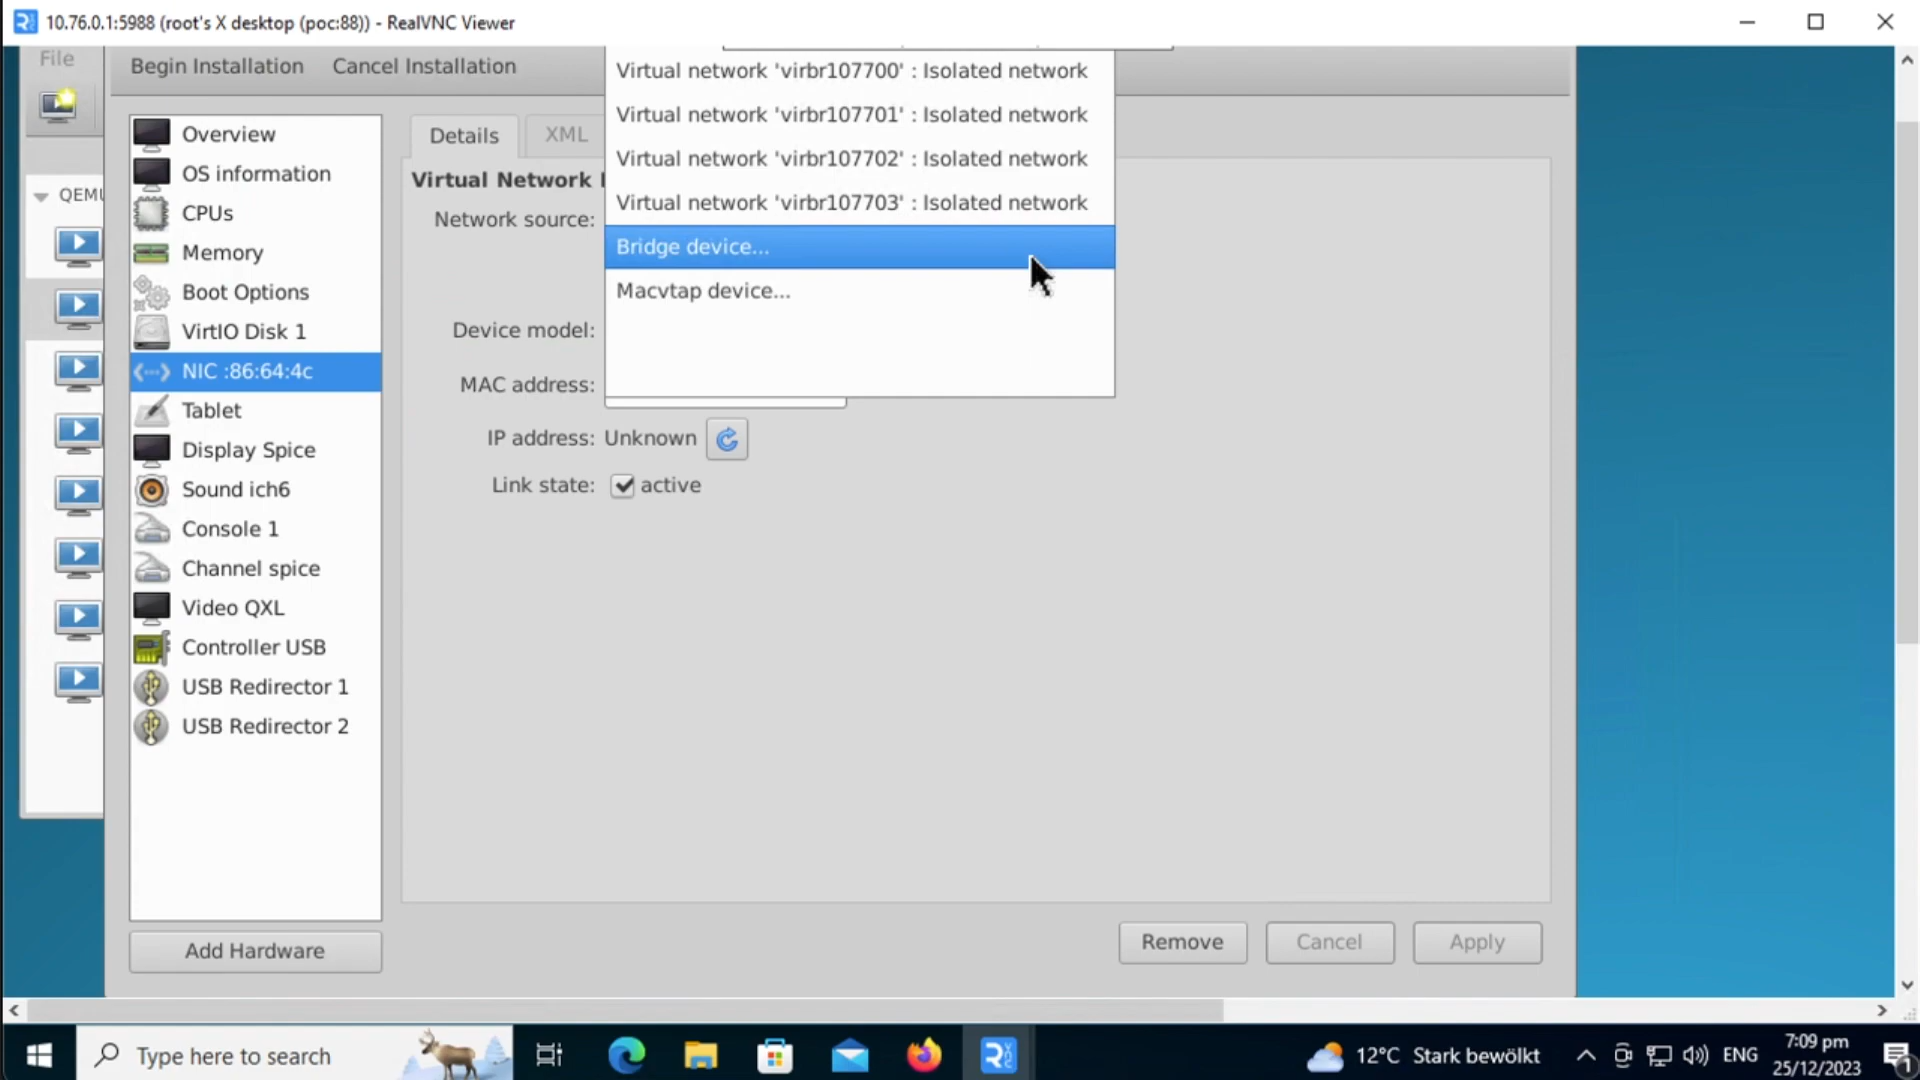 10.76.0.1:5988 (root's X desktop (poc:88)) - RealVNC Viewer
File
Begin Installation Cancel Installation
Virtual network 'virbr107700' : Isolated network
Virtual network 'virbr107701' : Isolated network
Virtual network 'virbr107702' : Isolated network
Virtual network 'virbr107703' : Isolated network
Bridge device...
Macvtap device...
QEMU
Overview
OS information
CPUs
Memory
Boot Options
VirtIO Disk 1
NIC :86:64:4c
Tablet
Display Spice
Sound ich6
Console 1
Channel spice
Video QXL
Controller USB
USB Redirector 1
USB Redirector 2
Add Hardware
Details XML
Virtual Network
Network source:
Device model:
MAC address:
IP address: Unknown
Link state: active
Remove Cancel Apply
Type here to search
12°C Stark bewölkt
ENG
7:09 pm
25/12/2023
1